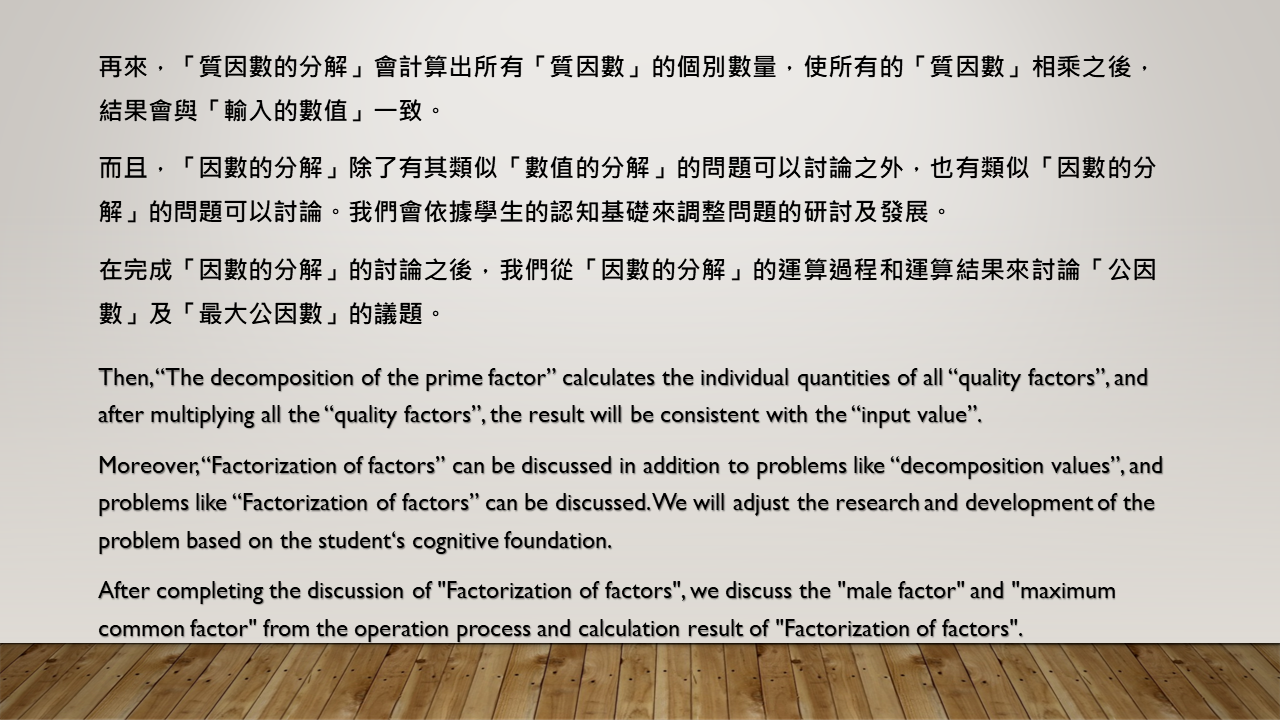 再來，「質因數的分解」會計算出所有「質因數」的個別數量，使所有的「質因數」相乘之後，
結果會與「輸入的數值」一致。
而且，「因數的分解」除了有其類似「數值的分解」的問題可以討論之外，也有類似「因數的分
解」的問題可以討論。我們會依據學生的認知基礎來調整問題的研討及發展。
在完成「因數的分解」的討論之後，我們從「因數的分解」的運算過程和運算結果來討論「公因
數」及「最大公因數」的議題。
Then, “The decomposition of the prime factor” calculates the individual quantities of all “quality factors”, and
after multiplying all the “quality factors”, the result will be consistent with the “input value”.
Moreover, “Factorization of factors” can be discussed in addition to problems like “decomposition values”, and
problems like “Factorization of factors” can be discussed. We will adjust the research and development of the
problem based on the student‘s cognitive foundation.
After completing the discussion of "Factorization of factors", we discuss the "male factor" and "maximum
common factor" from the operation process and calculation result of "Factorization of factors".